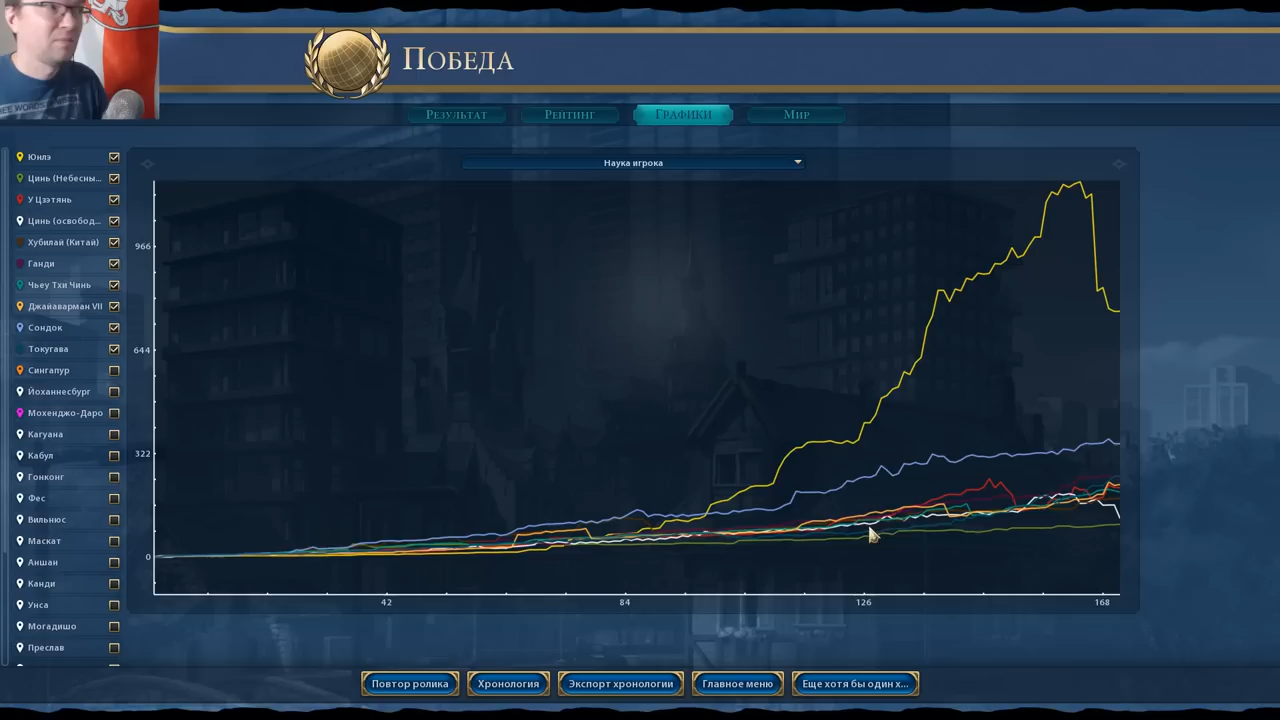 Победа
Результат
Рейтинг
Графики
Мир
Наука игрока
Юнлэ
Цинь (Небесны...
У Цзэтянь
Цинь (освобод...
Хубилай (Китай)
Ганди
Чьеу Тхи Чинь
Джайаварман VII
Сондок
Токугава
Сингапур
Йоханнесбург
Мохенджо-Даро
Кагуана
Кабул
Гонконг
Фес
Вильнюс
Маскат
Аншан
Канди
Унса
Могадишо
Преслав
966
644
322
0
42
84
126
168
Повтор ролика
Хронология
Экспорт хронологии
Главное меню
Еще хотя бы один х...